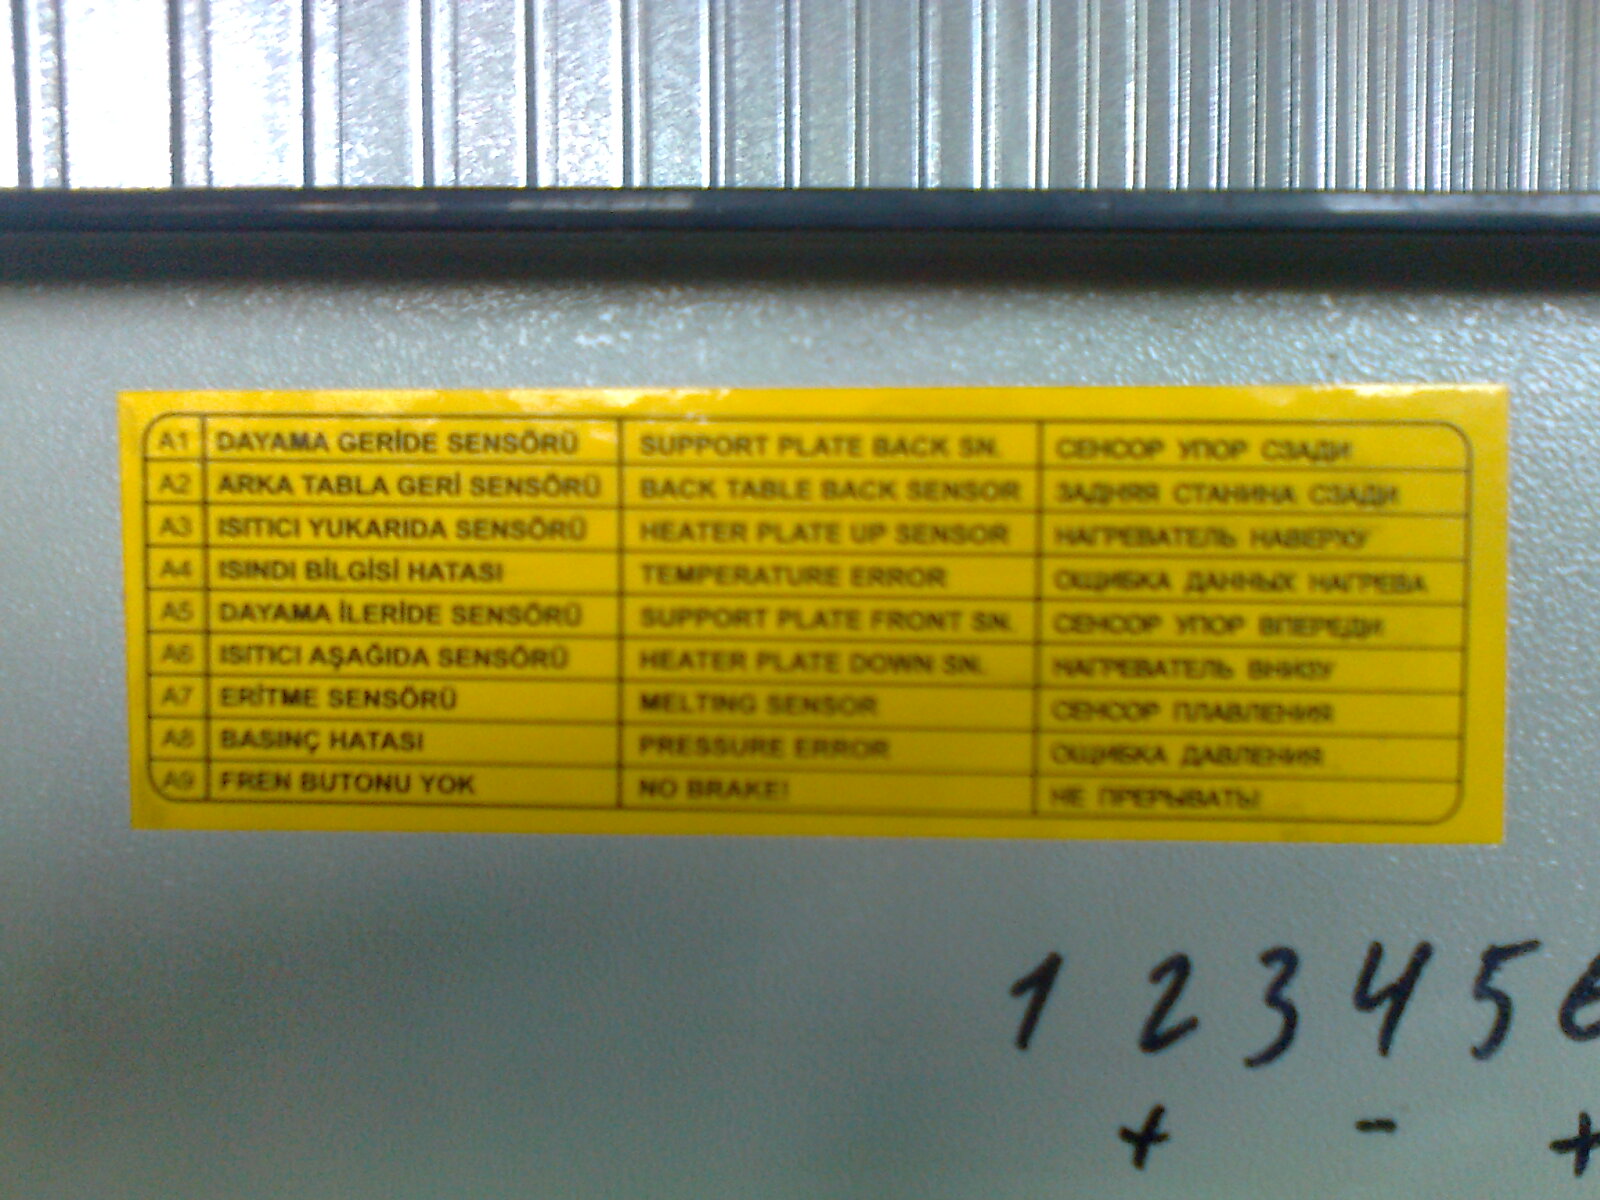 A1 DAYAMA GERİDE SENSÖRÜ SUPPORT PLATE BACK SN. СЕНСОР УПОР СЗАДИ
A2 ARKA TABLA GERİ SENSÖRÜ BACK TABLE BACK SENSOR ЗАДНЯЯ СТАНИНА СЗАДИ
A3 ISITICI YUKARIDA SENSÖRÜ HEATER PLATE UP SENSOR НАГРЕВАТЕЛЬ НАВЕРХУ
A4 ISINDI BİLGİSİ HATASI TEMPERATURE ERROR ОШИБКА ДАННЫХ НАГРЕВА
A5 DAYAMA İLERİDE SENSÖRÜ SUPPORT PLATE FRONT SN. СЕНСОР УПОР ВПЕРЕДИ
A6 ISITICI AŞAĞIDA SENSÖRÜ HEATER PLATE DOWN SN. НАГРЕВАТЕЛЬ ВНИЗУ
A7 ERİTME SENSÖRÜ MELTING SENSOR СЕНСОР ПЛАВЛЕНИЯ
A8 BASINÇ HATASI PRESSURE ERROR ОШИБКА ДАВЛЕНИЯ
A9 FREN BUTONU YOK NO BRAKE! НЕ ПРЕРЫВАТЬ!
1 2 3 4 5 6
+ - +